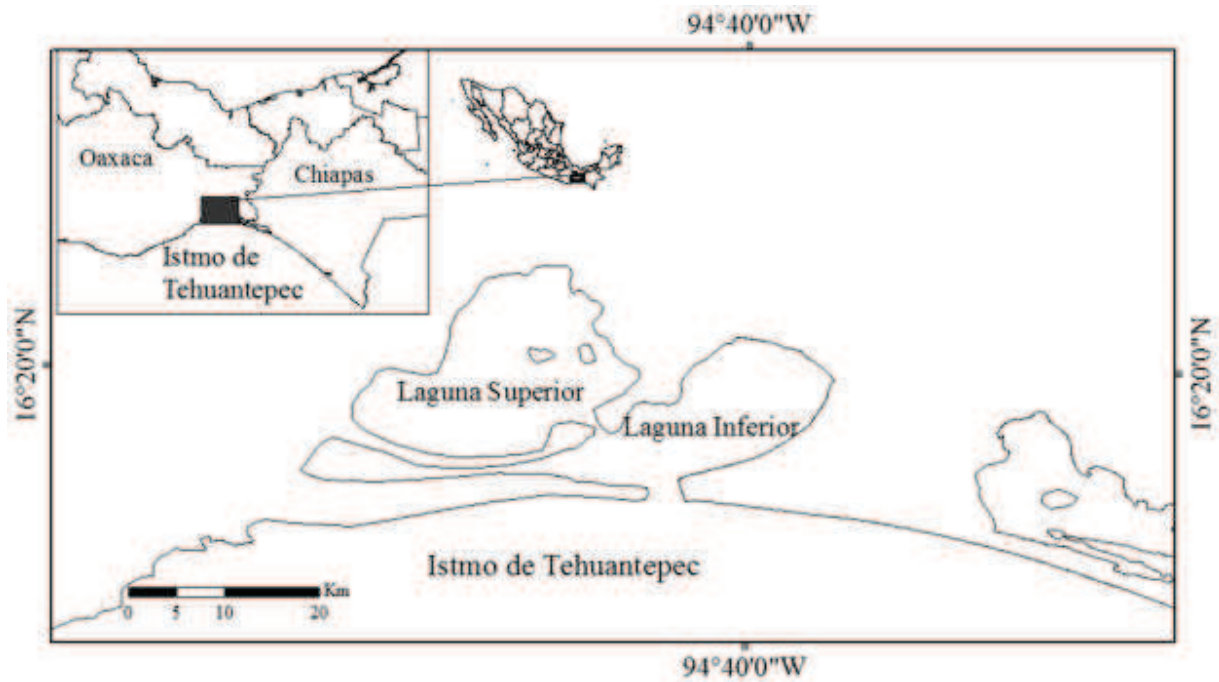 94°40'0"W
Oaxaca
Chiapas
Istmo de
Tehuantepec
16°20'0"N
16°20'0"N
Laguna Superior
Laguna Inferior
Istmo de Tehuantepec
Km
0 5 10 20
94°40'0"W